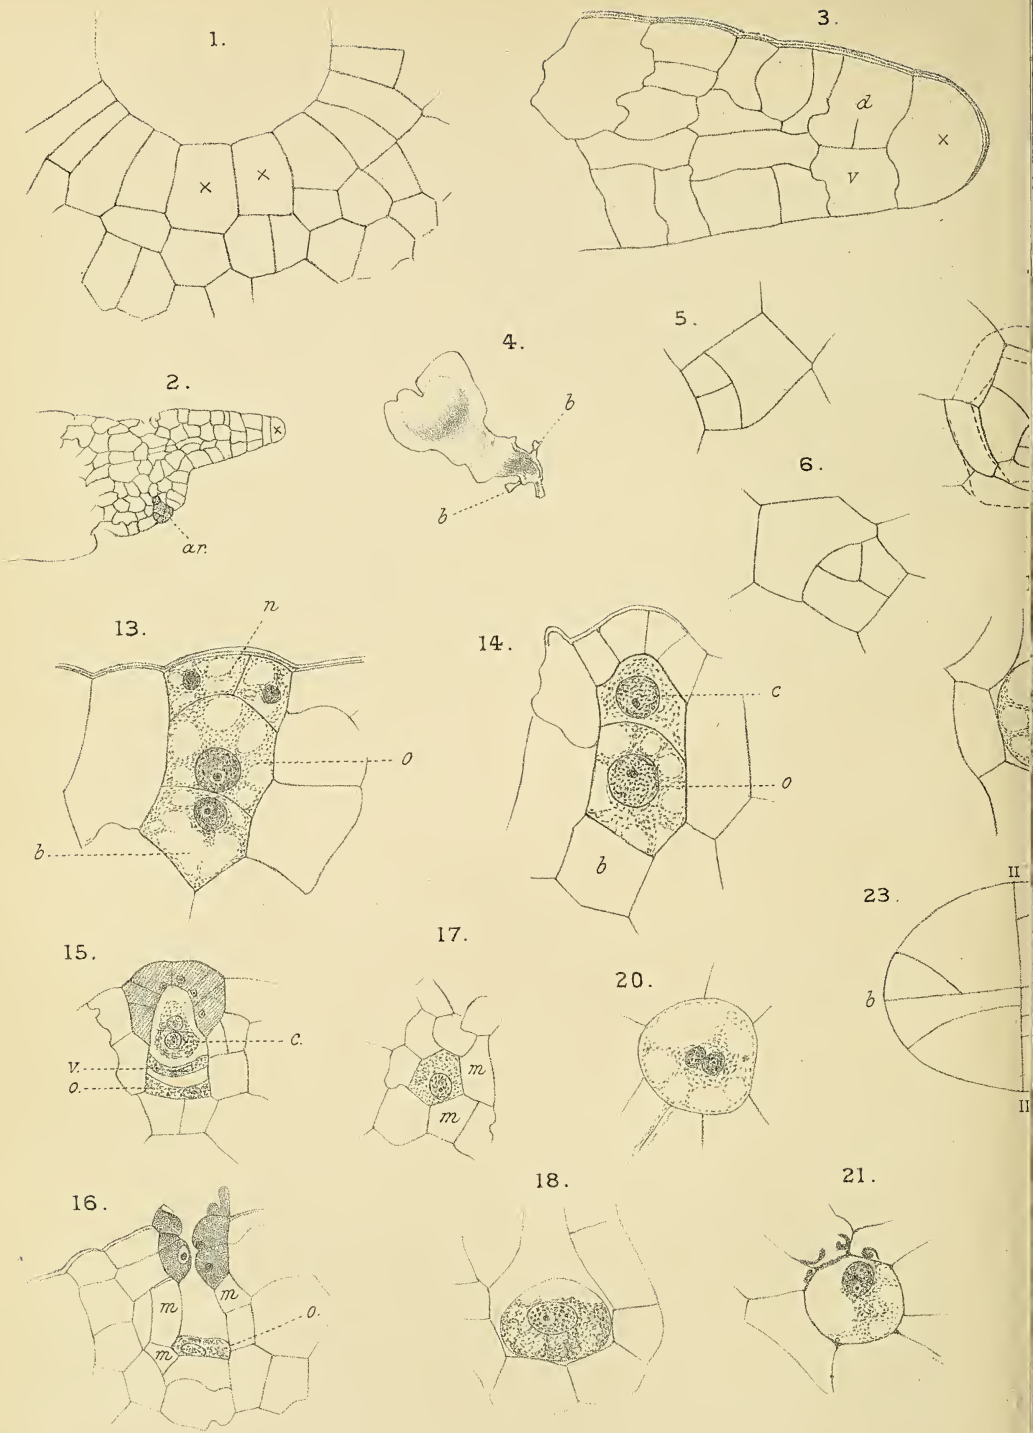 1.
×
×
3.
d
×
v
2.
×
ar.
4.
b
b
5.
6.
13.
n
o
b
14.
c
o
b
23.
II
b
II
15.
c.
v.
o.
17.
m
m
20.
16.
m
m
m
o.
18.
21.